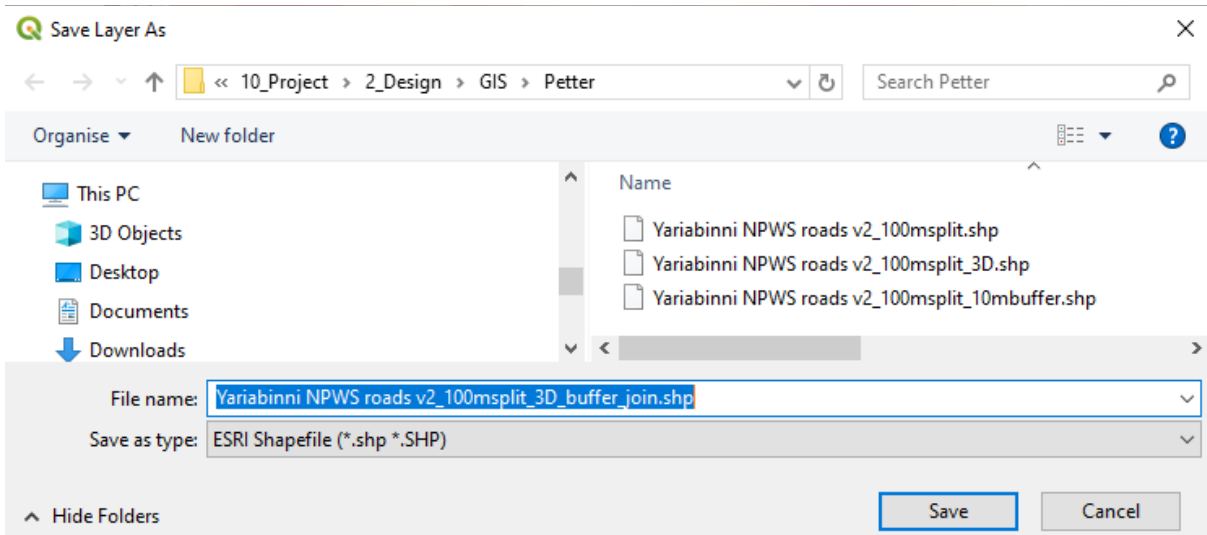 Save Layer As
« 10_Project > 2_Design > GIS > Petter
Search Petter
Organise
New folder
This PC
3D Objects
Desktop
Documents
Downloads
Name
Yariabinni NPWS roads v2_100msplit.shp
Yariabinni NPWS roads v2_100msplit_3D.shp
Yariabinni NPWS roads v2_100msplit_10mbuffer.shp
File name: Yariabinni NPWS roads v2_100msplit_3D_buffer_join.shp
Save as type: ESRI Shapefile (*.shp *.SHP)
Hide Folders
Save
Cancel